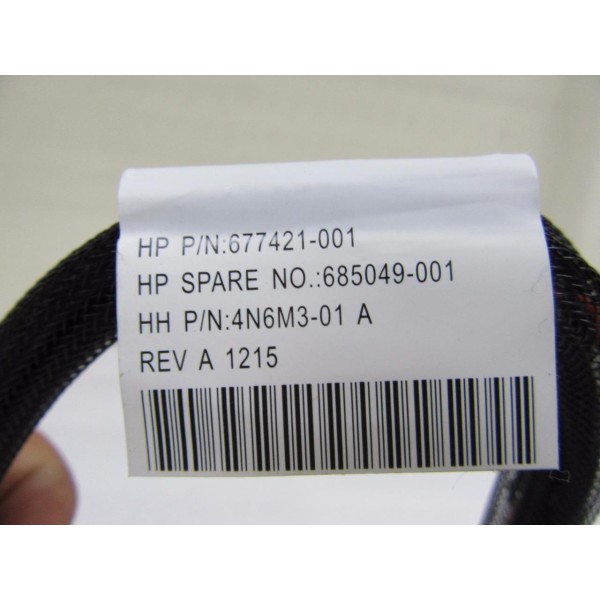 HP P/N:677421-001
HP SPARE NO.:685049-001
HH P/N:4N6M3-01 A
REV A 1215